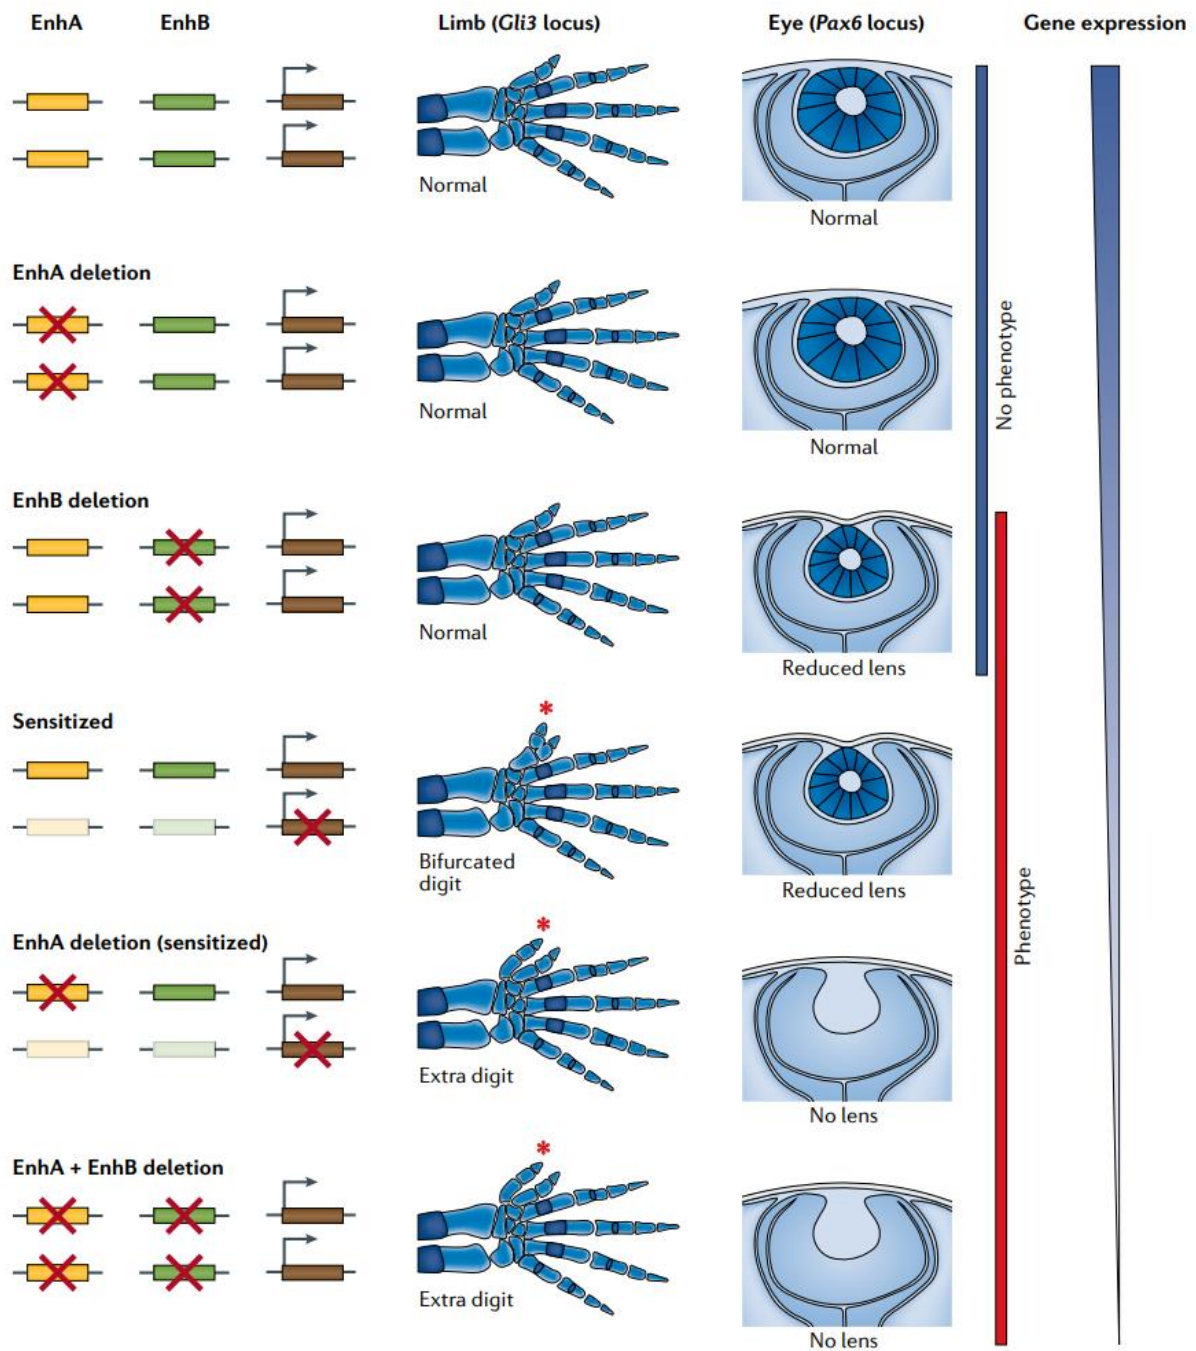 EnhA EnhB Limb (Gli3 locus) Eye (Pax6 locus) Gene expression
Normal
Normal
EnhA deletion
Normal
Normal
No phenotype
EnhB deletion
Normal
Reduced lens
Sensitized
*
Bifurcated
digit
Reduced lens
Phenotype
EnhA deletion (sensitized)
*
Extra digit
No lens
EnhA + EnhB deletion
*
Extra digit
No lens